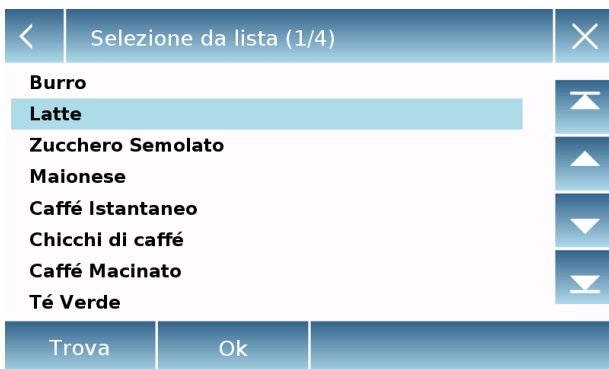 Selezione da lista (1/4)
Burro
Latte
Zucchero Semolato
Maionese
Caffé Istantaneo
Chicchi di caffé
Caffé Macinato
Té Verde
Trova
Ok